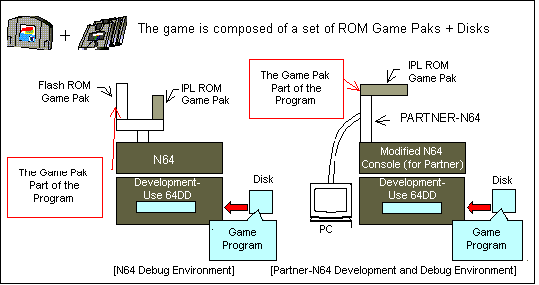 The game is composed of a set of ROM Game Paks + Disks
+
Flash ROM
Game Pak
IPL ROM
Game Pak
The Game Pak
Part of the
Program
N64
Development-
Use 64DD
Disk
Game
Program
[N64 Debug Environment]
The Game Pak
Part of the
Program
IPL ROM
Game Pak
PARTNER-N64
Modified N64
Console (for Partner)
Development-
Use 64DD
Disk
PC
Game
Program
[Partner-N64 Development and Debug Environment]